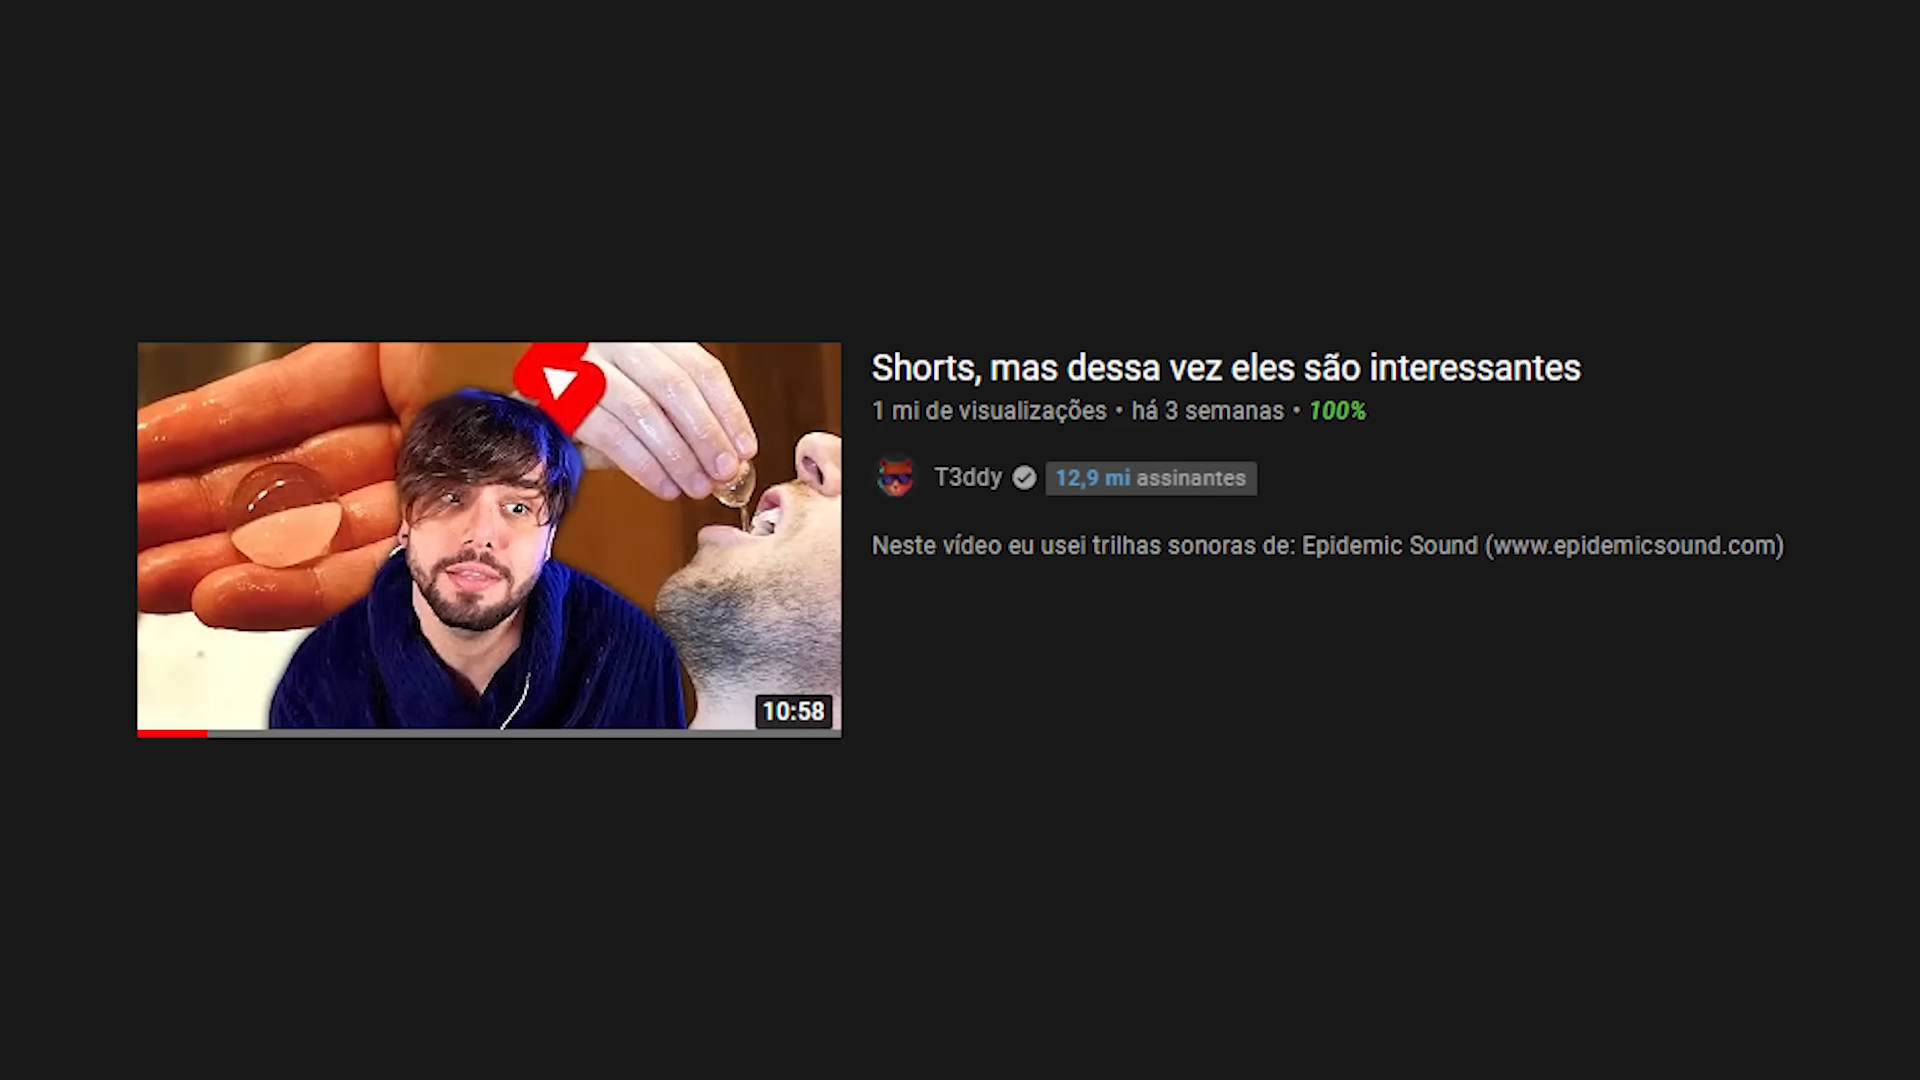 Shorts, mas dessa vez eles são interessantes
1 mi de visualizações • há 3 semanas • 100%
T3ddy 12,9 mi assinantes
Neste vídeo eu usei trilhas sonoras de: Epidemic Sound (www.epidemicsound.com)
10:58